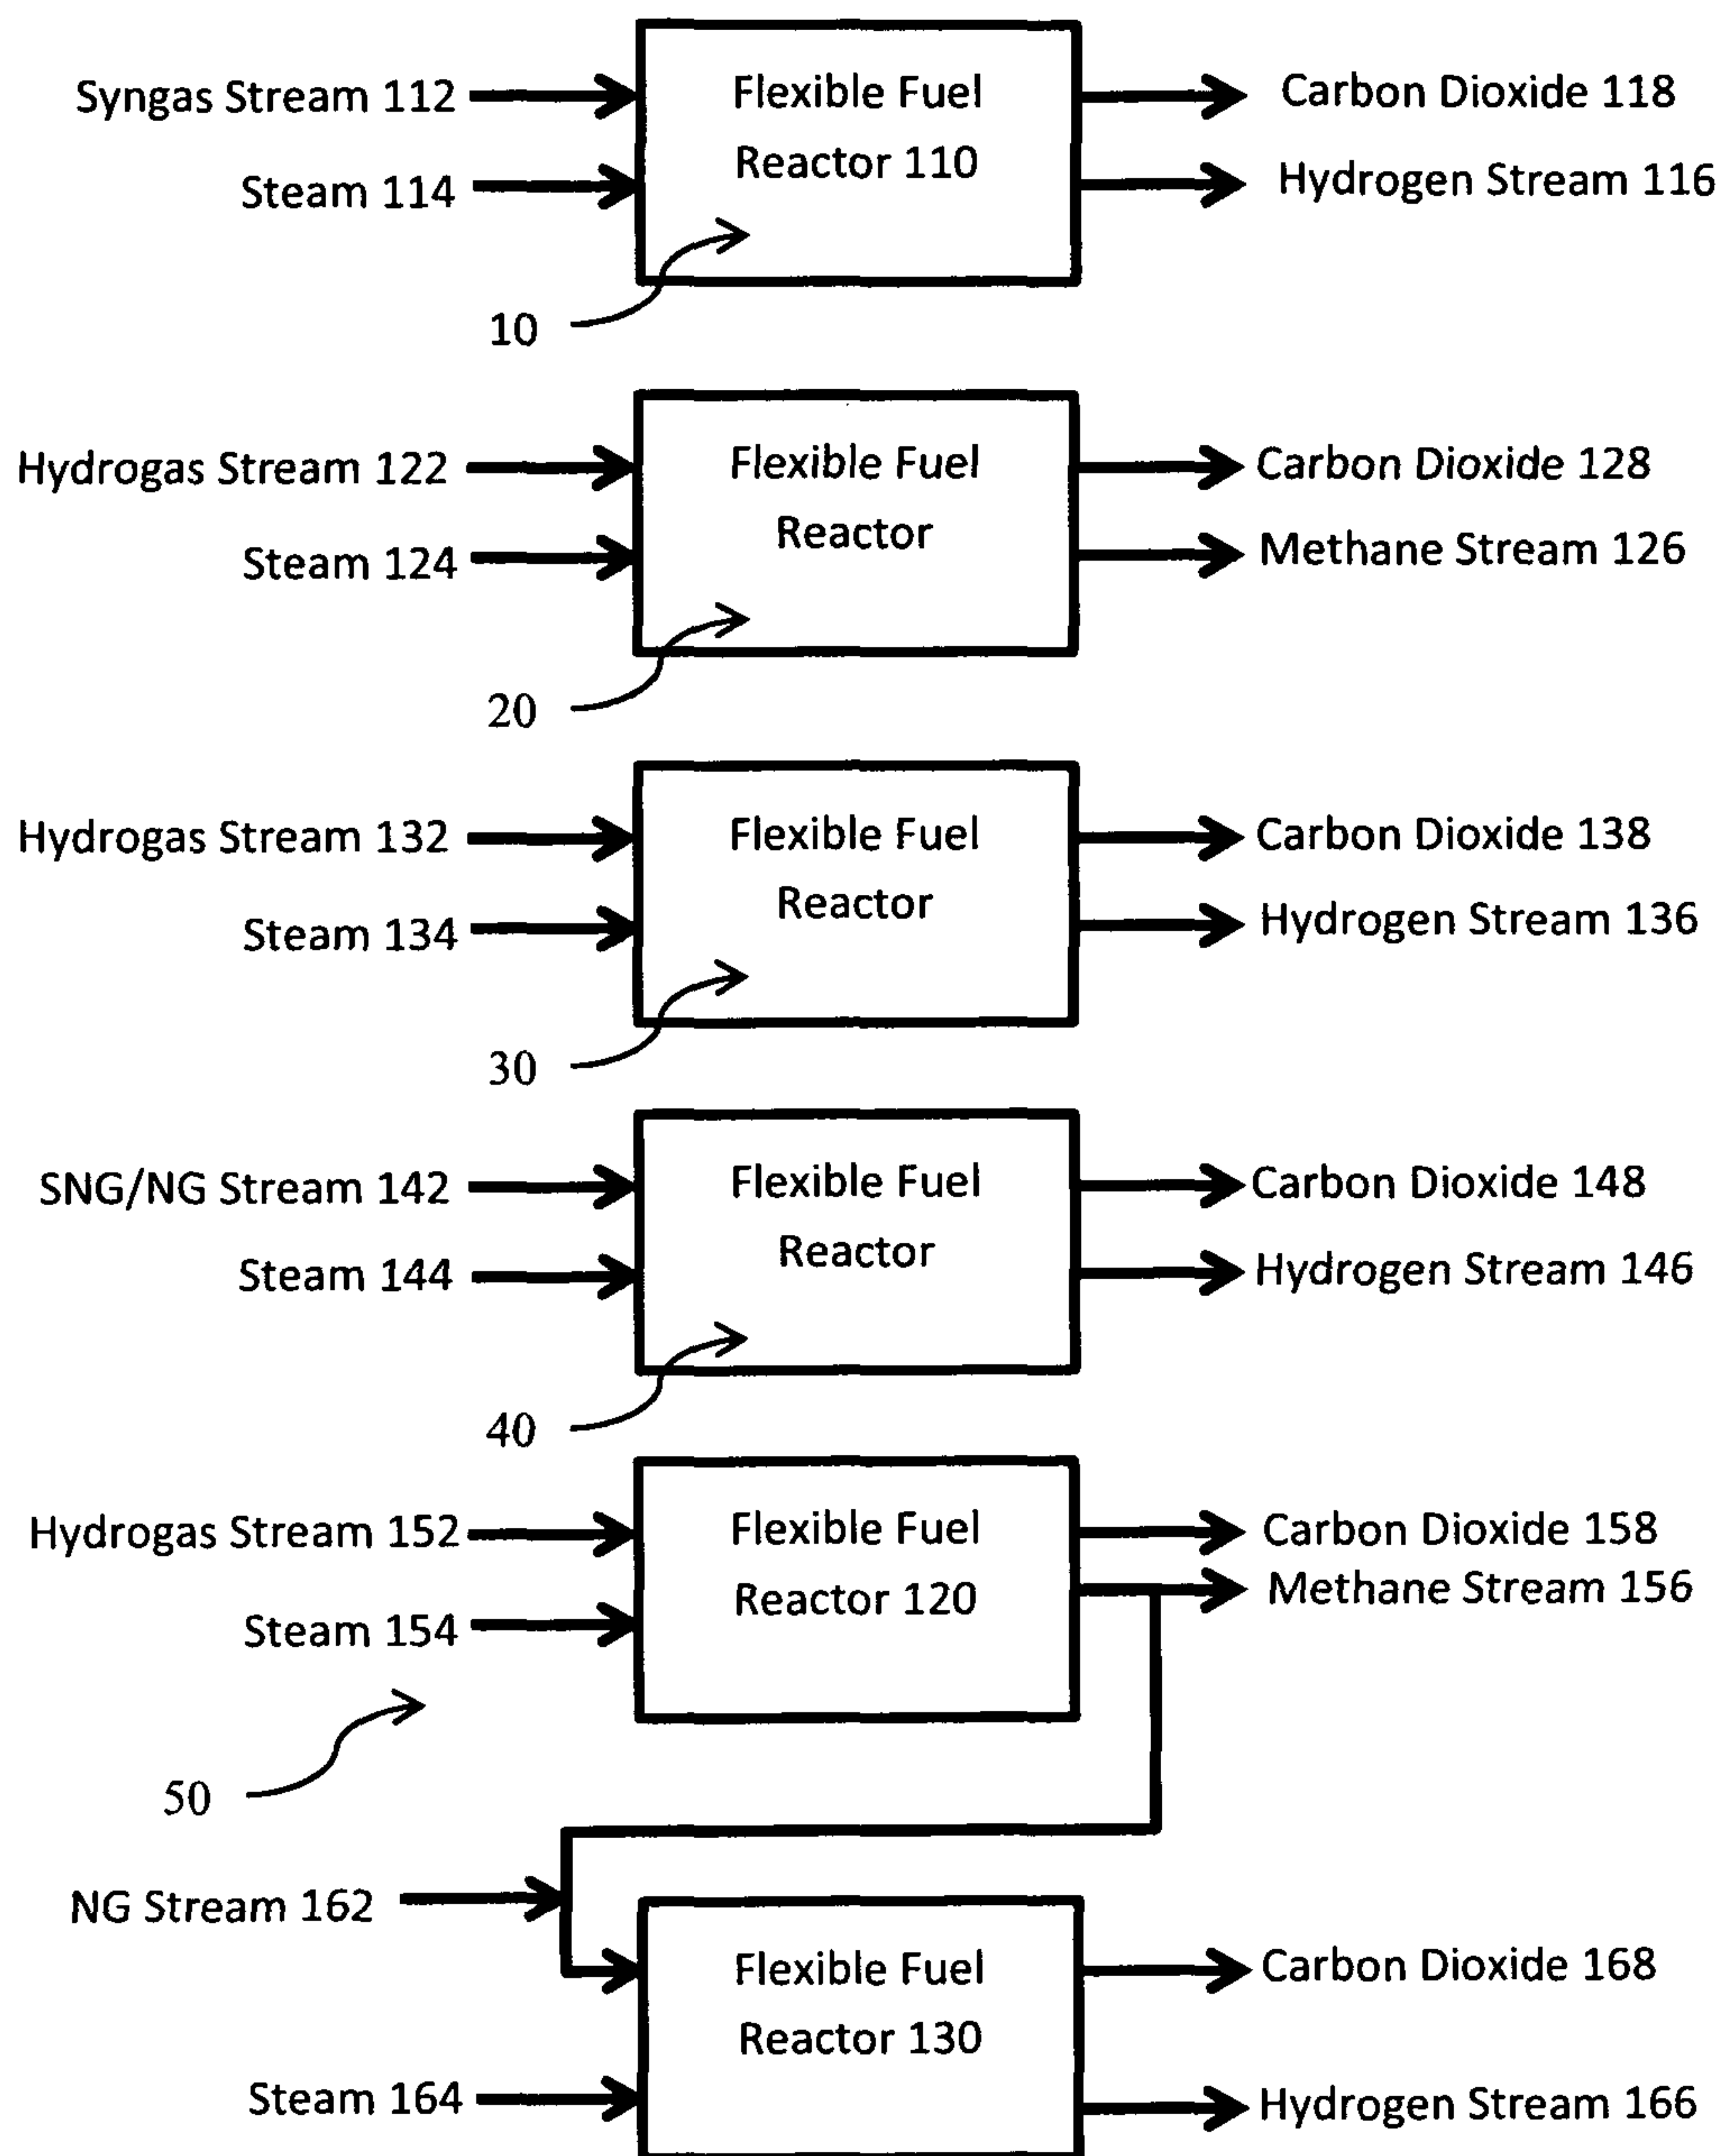 Syngas Stream 112
Flexible Fuel
Carbon Dioxide 118
Steam 114
Reactor 110
Hydrogen Stream 116
10
Hydrogas Stream 122
Flexible Fuel
Carbon Dioxide 128
Steam 124
Reactor
Methane Stream 126
20
Hydrogas Stream 132
Flexible Fuel
Carbon Dioxide 138
Steam 134
Reactor
Hydrogen Stream 136
30
SNG/NG Stream 142
Flexible Fuel
Carbon Dioxide 148
Steam 144
Reactor
Hydrogen Stream 146
40
Hydrogas Stream 152
Flexible Fuel
Carbon Dioxide 158
Steam 154
Reactor 120
Methane Stream 156
50
NG Stream 162
Flexible Fuel
Carbon Dioxide 168
Reactor 130
Steam 164
Hydrogen Stream 166